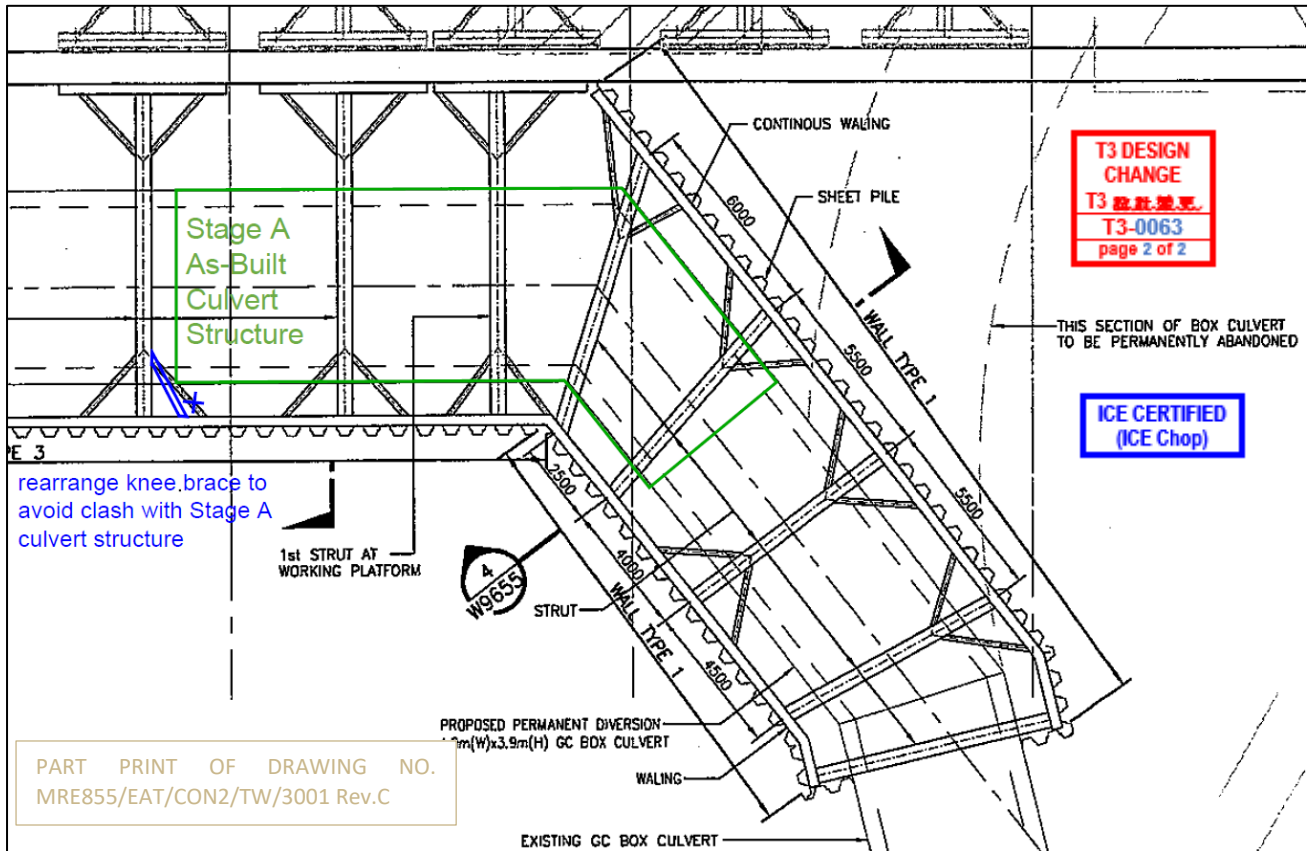 CONTINOUS WALING
6000
SHEET PILE
T3 DESIGN
CHANGE
T3
T3-0063
page 2 of 2
Stage A
As-Built
Culvert
Structure
WALL TYPE 1
5500
THIS SECTION OF BOX CULVERT
TO BE PERMANENTLY ABANDONED
ICE CERTIFIED
(ICE Chop)
PE 3
rearrange knee.brace to
avoid clash with Stage A
culvert structure
2500
5500
1st STRUT AT
WORKING PLATFORM
4
W9655
4000
STRUT
WALL TYPE 1
4500
PROPOSED PERMANENT DIVERSION
m(W)x3.9m(H) GC BOX CULVERT
WALING
PART PRINT OF DRAWING NO.
MRE855/EAT/CON2/TW/3001 Rev.C
EXISTING GC BOX CULVERT